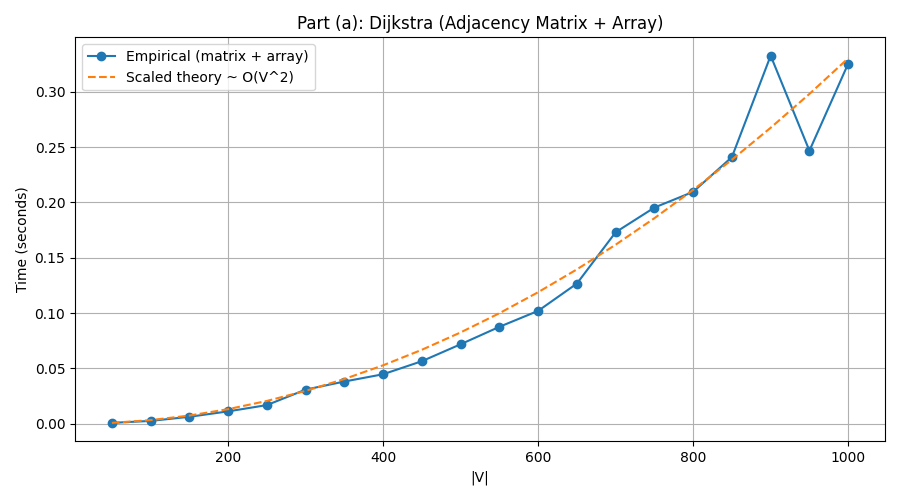 Part (a): Dijkstra (Adjacency Matrix + Array)
Empirical (matrix + array)
Scaled theory ~ O(V^2)
0.30
0.25
0.20
0.15
0.10
0.05
0.00
Time (seconds)
200 400 600 800 1000
|V|